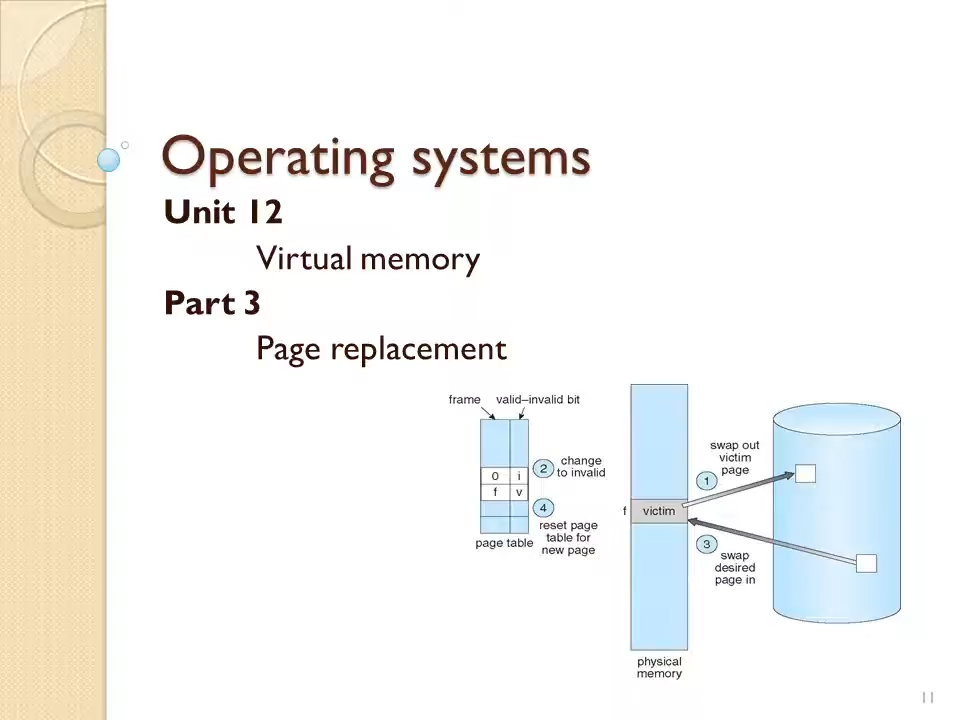 Operating systems
Unit 12
Virtual memory
Part 3
Page replacement
frame valid–invalid bit
0 i
f v
page table
2 change
to invalid
4
reset page
table for
new page
f victim
physical
memory
swap out
victim
page
1
3
swap
desired
page in
11